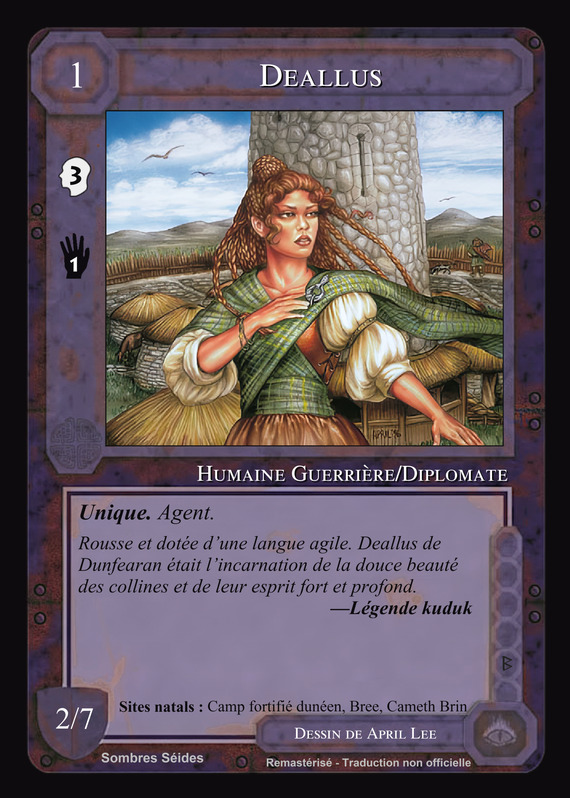 1
DEALLUS
3
1
APRIL '96
HUMAINE GUERRIÈRE/DIPLOMATE
Unique. Agent.
Rousse et dotée d'une langue agile. Deallus de
Dunfearan était l'incarnation de la douce beauté
des collines et de leur esprit fort et profond.
—Légende kuduk
ᛒ
Sites natals : Camp fortifié dunéen, Bree, Cameth Brin
2/7
DESSIN DE APRIL LEE
Sombres Séides
Remastérisé - Traduction non officielle